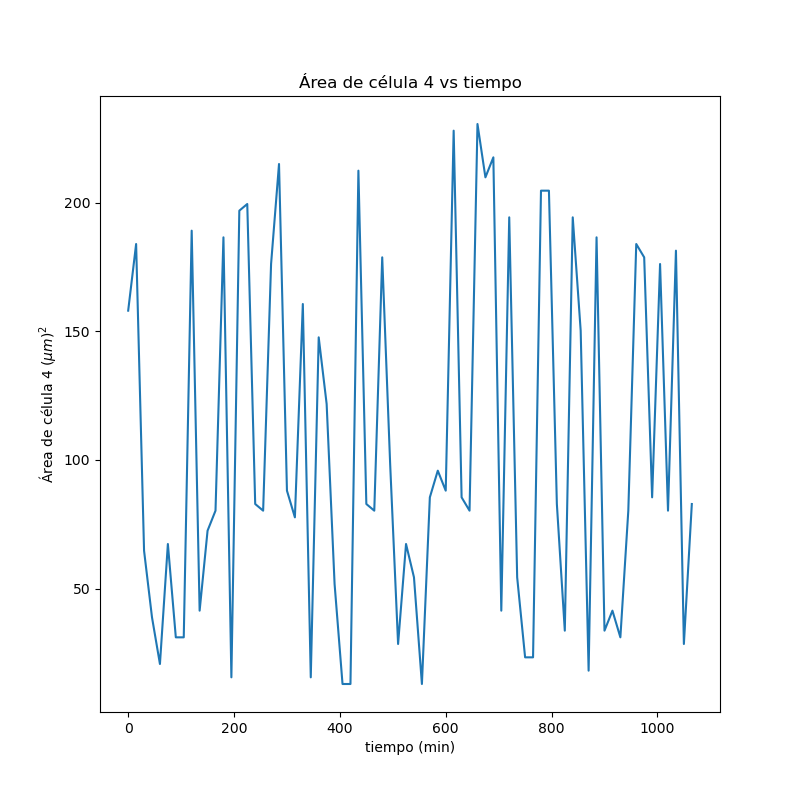 Área de célula 4 vs tiempo
Área de célula 4 (μm)²
200
150
100
50
0 200 400 600 800 1000
tiempo (min)